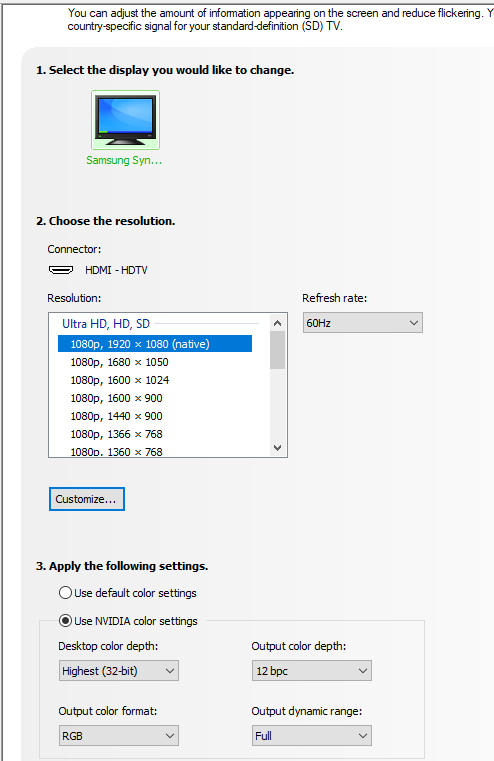 You can adjust the amount of information appearing on the screen and reduce flickering. Y
country-specific signal for your standard-definition (SD) TV.
1. Select the display you would like to change.
Samsung Syn...
2. Choose the resolution.
Connector:
HDMI - HDTV
Resolution:
Refresh rate:
Ultra HD, HD, SD
60Hz
1080p, 1920 × 1080 (native)
1080p, 1680 × 1050
1080p, 1600 × 1024
1080p, 1600 × 900
1080p, 1440 × 900
1080p, 1366 × 768
1080p, 1360 × 768
Customize...
3. Apply the following settings.
Use default color settings
Use NVIDIA color settings
Desktop color depth:
Output color depth:
Highest (32-bit)
12 bpc
Output color format:
Output dynamic range:
RGB
Full